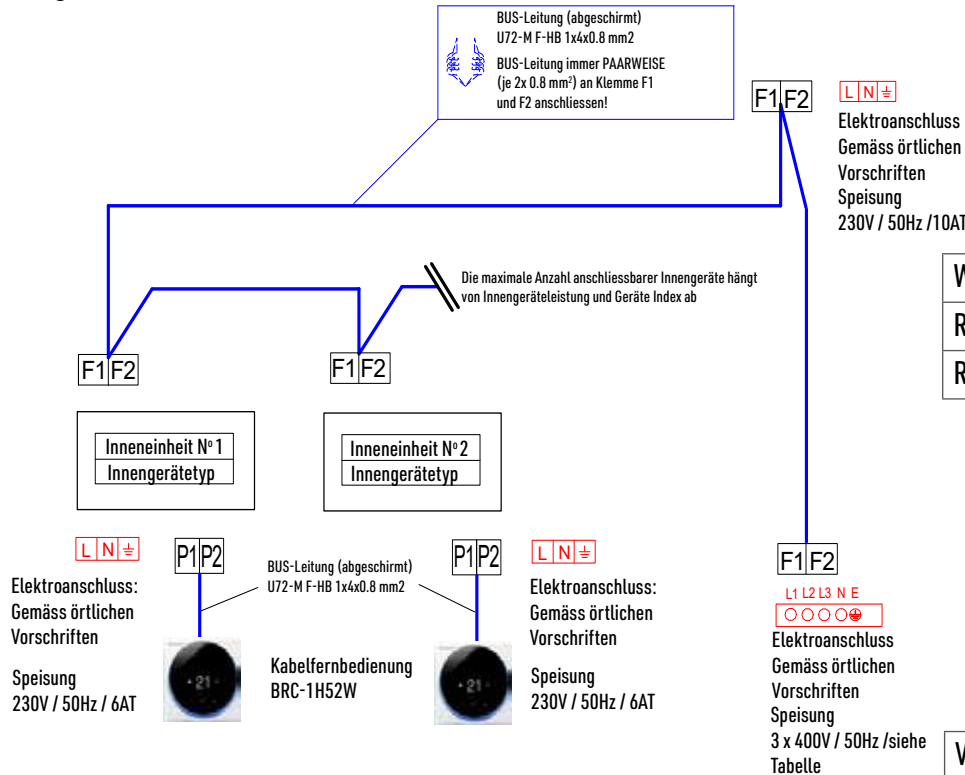 BUS-Leitung (abgeschirmt)
U72-M F-HB 1x4x0.8 mm2
BUS-Leitung immer PAARWEISE
(je 2x 0.8 mm²) an Klemme F1
und F2 anschliessen!
F1 F2
L N
Elektroanschluss
Gemäss örtlichen
Vorschriften
Speisung
230V / 50Hz /10AT
Die maximale Anzahl anschliessbarer Innengeräte hängt
von Innengeräteleistung und Geräte Index ab
R
R
F1 F2
F1 F2
Inneneinheit Nº 1
Innengerätetyp
Inneneinheit Nº 2
Innengerätetyp
L N
P1 P2
Elektroanschluss:
Gemäss örtlichen
Vorschriften
Speisung
230V / 50Hz / 6AT
BUS-Leitung (abgeschirmt)
U72-M F-HB 1x4x0.8 mm2
21
Kabelfernbedienung
BRC-1H52W
P1 P2
21
L N
Elektroanschluss:
Gemäss örtlichen
Vorschriften
Speisung
230V / 50Hz / 6AT
F1 F2
L1 L2 L3 N E
Elektroanschluss
Gemäss örtlichen
Vorschriften
Speisung
3 x 400V / 50Hz /siehe
Tabelle